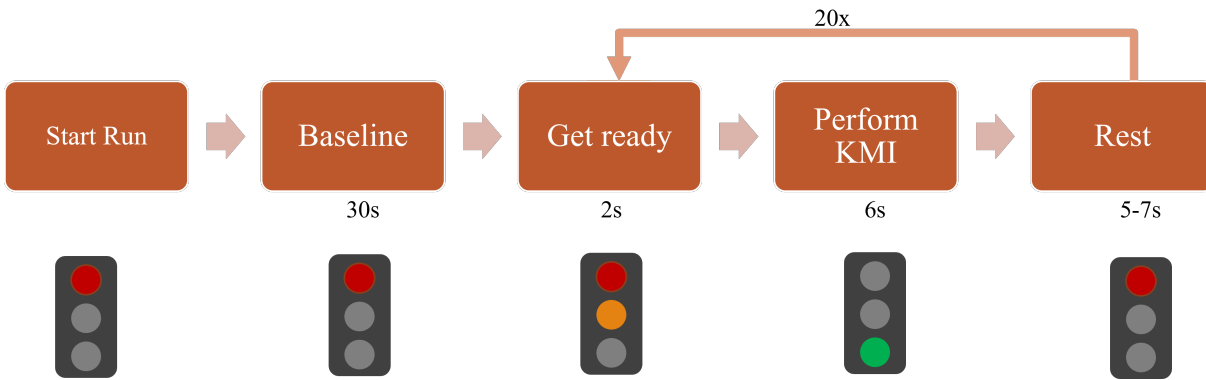 20x
Start Run
Baseline
Get ready
Perform
KMI
Rest
30s
2s
6s
5-7s